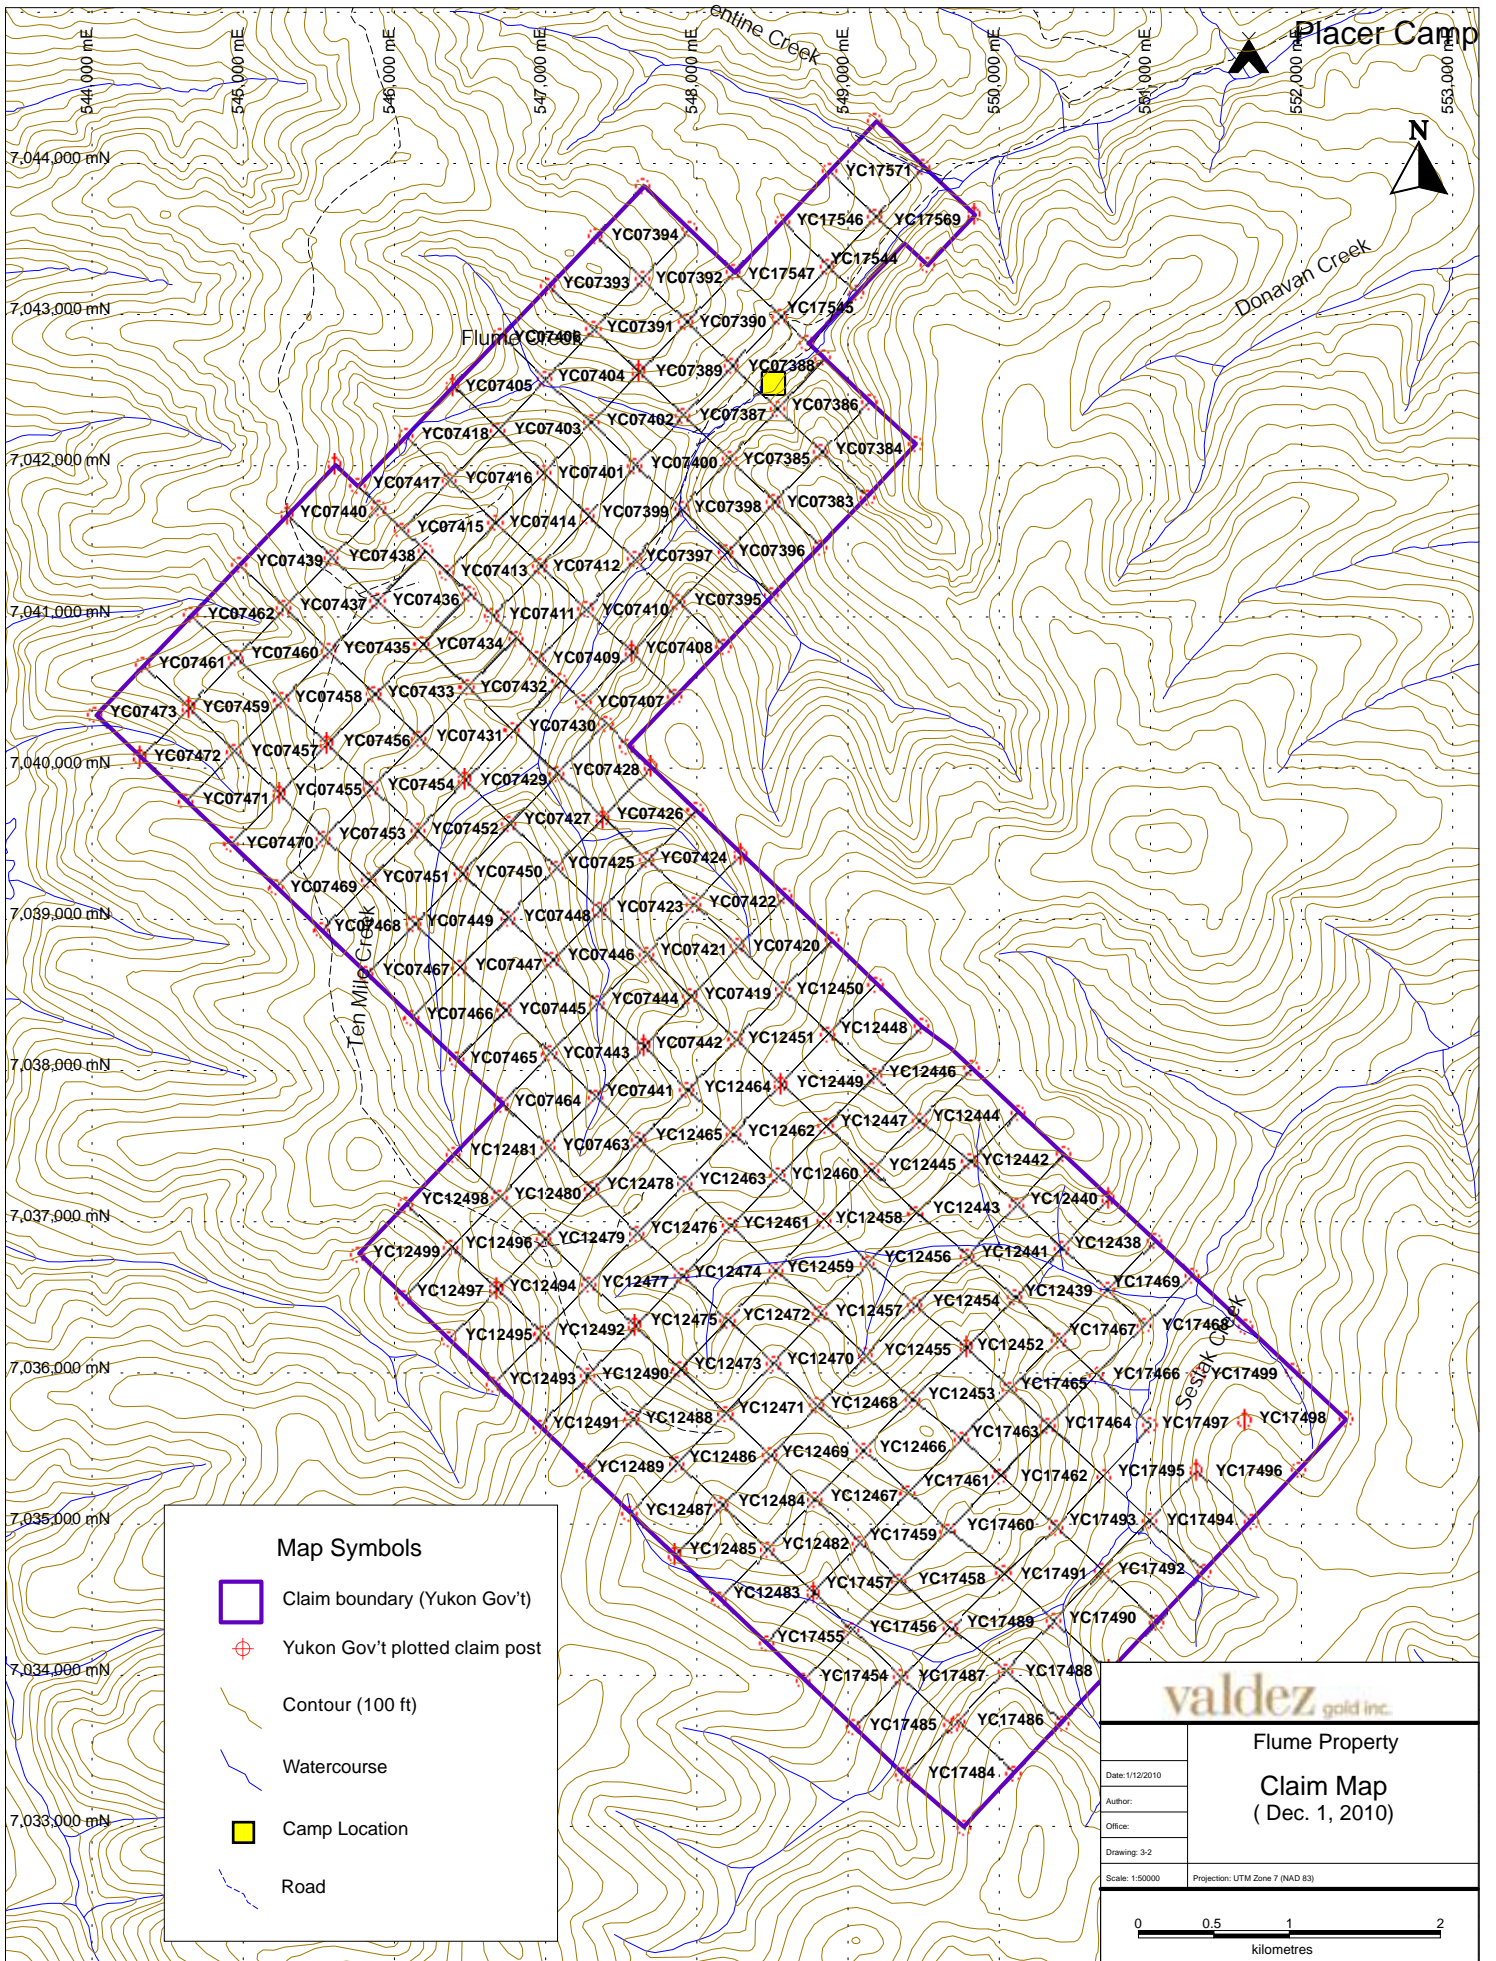 entine Creek
Placer Camp
544,000 mE
545,000 mE
546,000 mE
547,000 mE
548,000 mE
549,000 mE
550,000 mE
551,000 mE
552,000 mE
553,000 mE
N
7,044,000 mN
YC17571
YC17546
YC17569
YC07394
YC17544
YC07393
YC07392
YC17547
Donavan Creek
7,043,000 mN
YC17545
YC07391
YC07390
YC07406
Flume Creek
YC07388
YC07389
YC07404
YC07405
YC07386
YC07387
YC07402
YC07403
YC07418
YC07384
YC07385
7,042,000 mN
YC07400
YC07401
YC07416
YC07417
YC07383
YC07398
YC07399
YC07440
YC07414
YC07415
YC07396
YC07397
YC07438
YC07439
YC07412
YC07413
YC07395
YC07436
YC07437
7,041,000 mN
YC07462
YC07410
YC07411
YC07434
YC07435
YC07408
YC07409
YC07460
YC07461
YC07432
YC07433
YC07458
YC07407
YC07459
YC07473
YC07430
YC07431
YC07456
YC07457
YC07472
7,040,000 mN
YC07428
YC07429
YC07454
YC07455
YC07471
YC07426
YC07427
YC07452
YC07453
YC07470
YC07424
YC07425
YC07450
YC07451
YC07469
7,039,000 mN
YC07422
YC07423
YC07448
YC07449
YC07468
Ten Mile Creek
YC07420
YC07421
YC07446
YC07447
YC07467
YC12450
YC07419
YC07444
YC07445
YC07466
YC12448
YC12451
YC07442
YC07443
YC07465
7,038,000 mN
YC12446
YC12449
YC12464
YC07441
YC07464
YC12444
YC12447
YC12462
YC12465
YC07463
YC12481
YC12442
YC12445
YC12460
YC12463
YC12478
YC12480
YC12498
7,037,000 mN
YC12440
YC12443
YC12458
YC12461
YC12476
YC12479
YC12496
YC12499
YC12438
YC12441
YC12456
YC12459
YC12474
YC12477
YC12494
YC12497
YC17469
YC12439
YC12454
YC12457
YC12472
YC12475
YC12492
YC12495
YC17468
YC17467
Seslak Creek
YC12452
YC12455
YC12470
YC12473
YC12490
YC12493
7,036,000 mN
YC17499
YC17466
YC17465
YC12453
YC12468
YC12471
YC12488
YC12491
YC17498
YC17497
YC17464
YC17463
YC12466
YC12469
YC12486
YC12489
YC17496
YC17495
YC17462
YC17461
YC12467
YC12484
YC12487
7,035,000 mN
YC17494
YC17493
YC17460
YC17459
YC12482
YC12485
YC17492
YC17491
YC17458
YC17457
YC12483
YC17490
YC17489
YC17456
YC17455
7,034,000 mN
YC17488
YC17487
YC17454
YC17486
YC17485
YC17484
7,033,000 mN
Map Symbols
Claim boundary (Yukon Gov't)
Yukon Gov't plotted claim post
Contour (100 ft)
Watercourse
Camp Location
Road
valdez gold inc.
Flume Property
Claim Map
( Dec. 1, 2010)
Date:1/12/2010
Author:
Office:
Drawing: 3-2
Scale: 1:50000
Projection: UTM Zone 7 (NAD 83)
0 0.5 1 2
kilometres